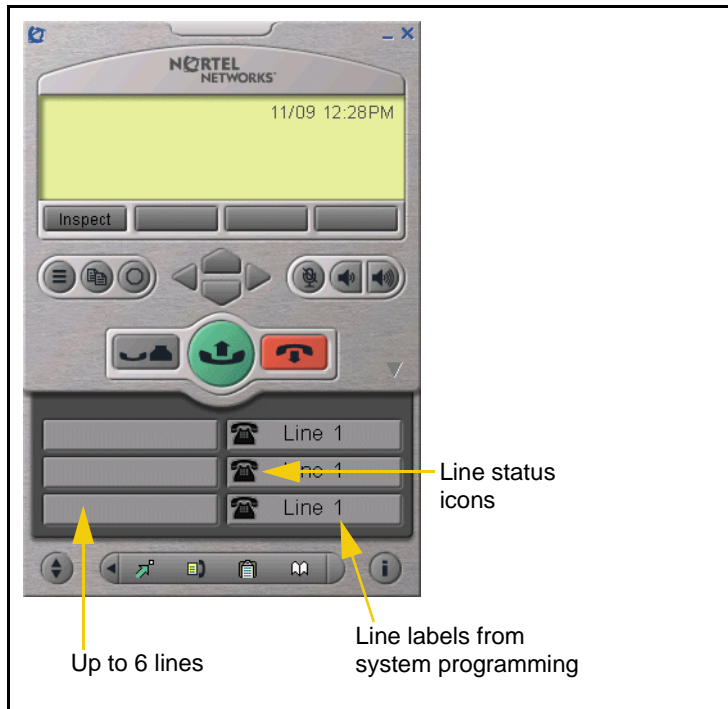 NORTEL
NETWORKS
11/09 12:28PM
Inspect
Line 1
Line 1
Line 1
Line status
icons
Up to 6 lines
Line labels from
system programming